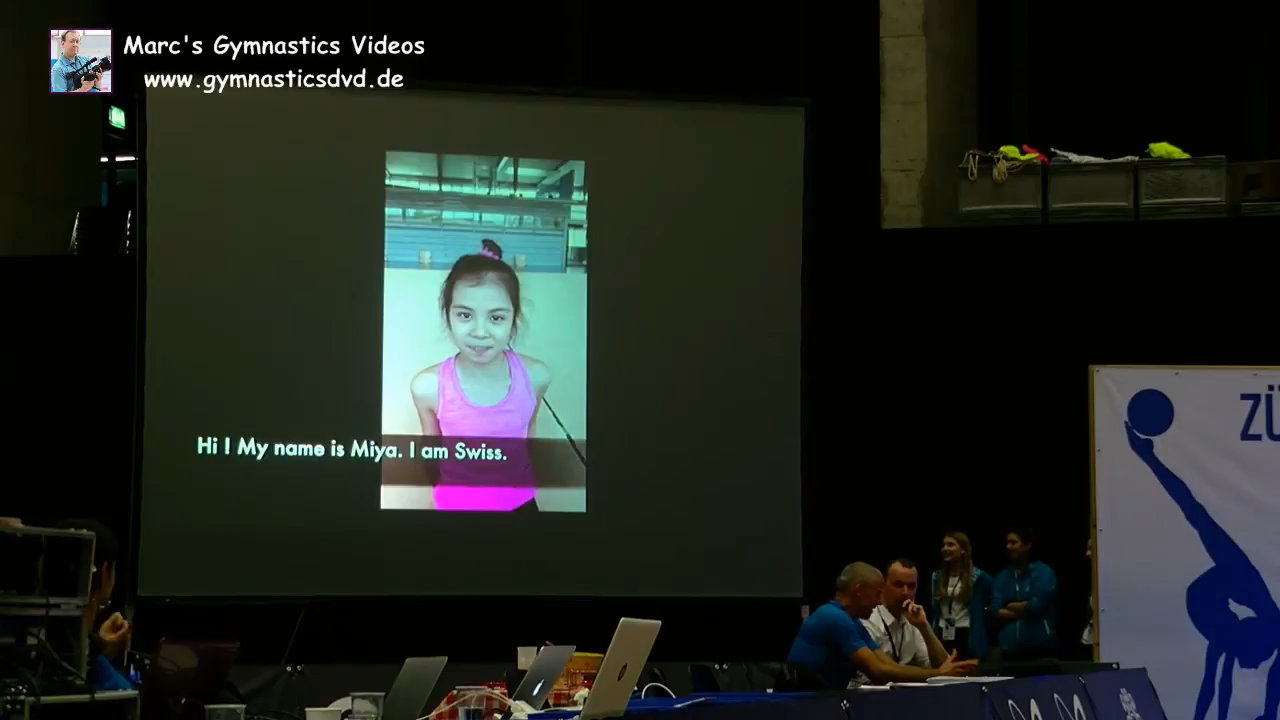 Marc's Gymnastics Videos
www.gymnasticsdvd.de
Hi ! My name is Miya. I am Swiss.
ZÜ